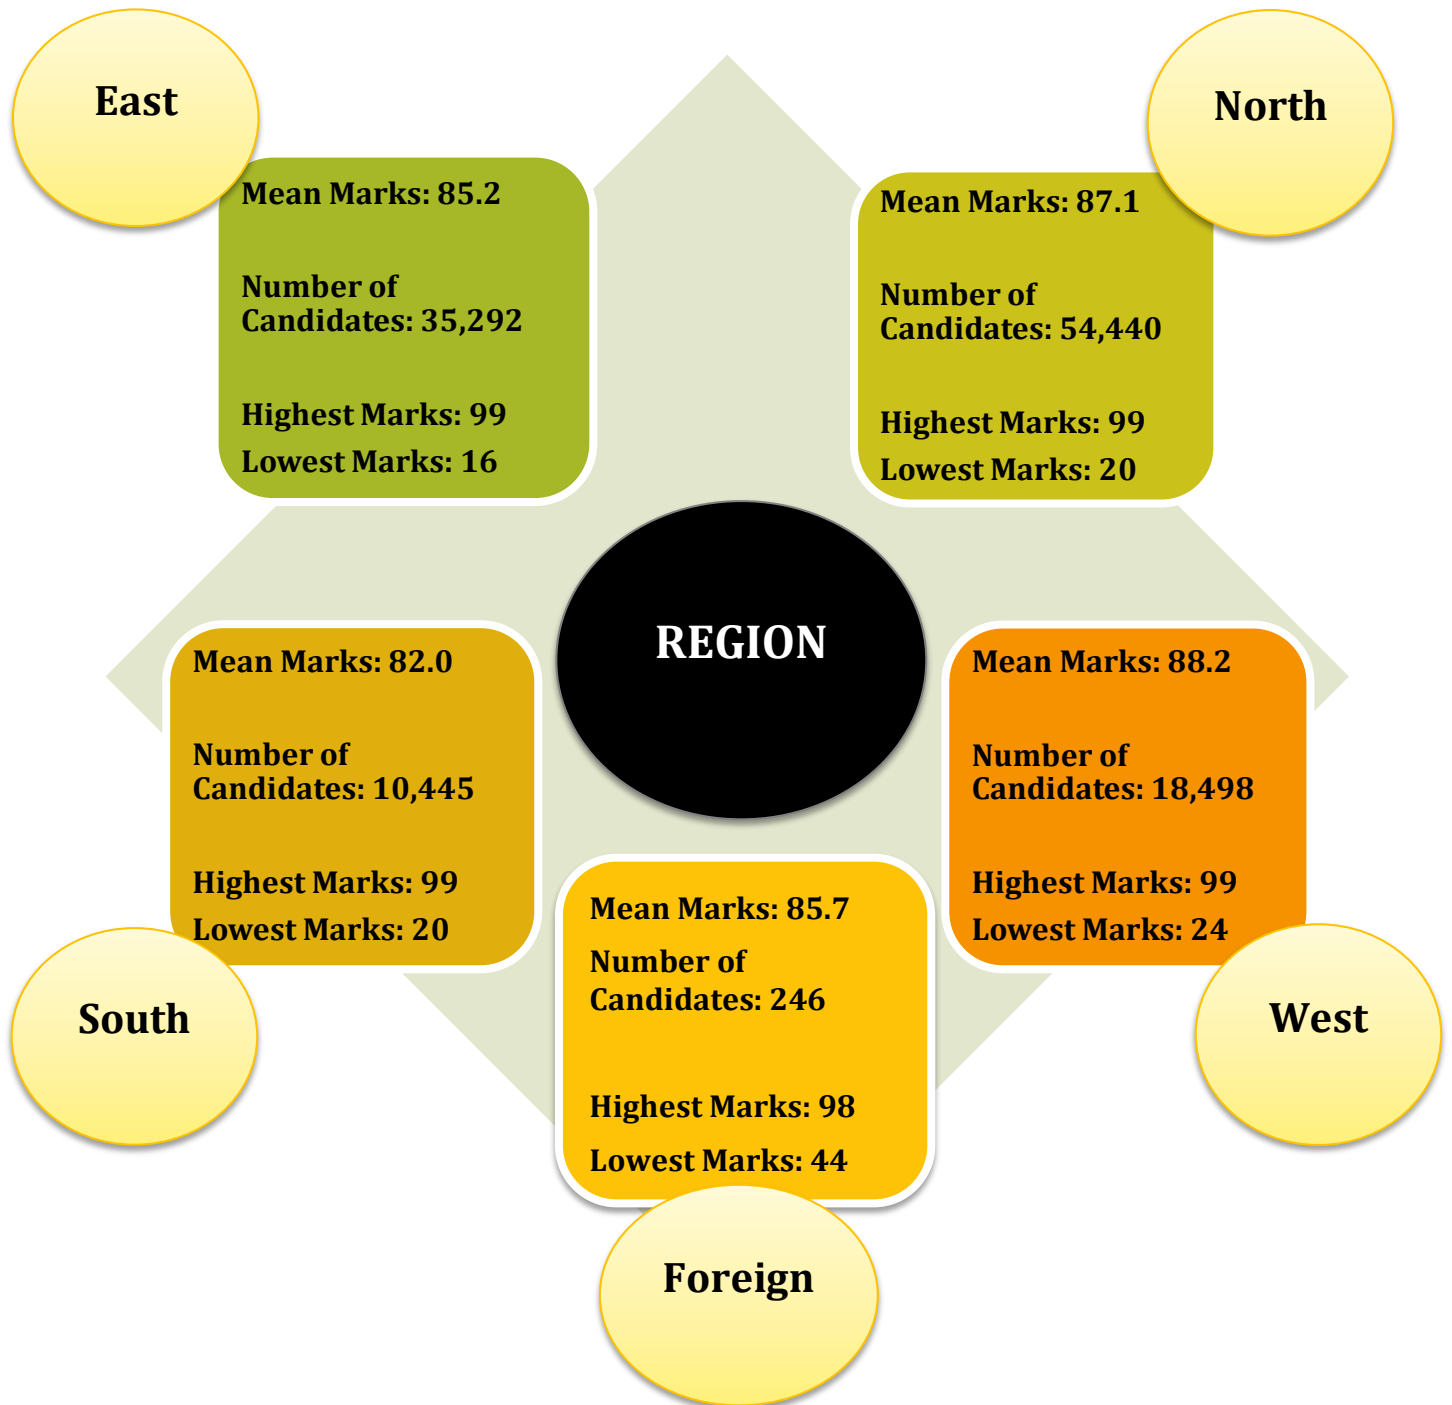 East
Mean Marks: 85.2
Number of
Candidates: 35,292
Highest Marks: 99
Lowest Marks: 16
North
Mean Marks: 87.1
Number of
Candidates: 54,440
Highest Marks: 99
Lowest Marks: 20
REGION
Mean Marks: 82.0
Number of
Candidates: 10,445
Highest Marks: 99
Lowest Marks: 20
South
Mean Marks: 88.2
Number of
Candidates: 18,498
Highest Marks: 99
Lowest Marks: 24
West
Mean Marks: 85.7
Number of
Candidates: 246
Highest Marks: 98
Lowest Marks: 44
Foreign